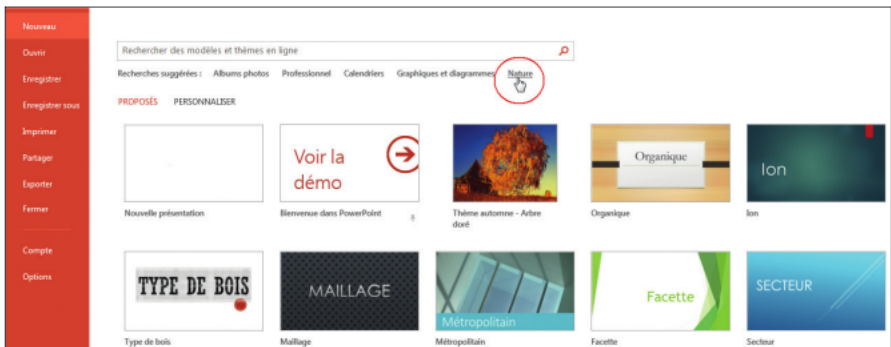 Nouveau
Ouvrir
Enregistrer
Enregistrer sous
Imprimer
Partager
Exporter
Fermer
Compte
Options
Rechercher des modèles et thèmes en ligne
Recherches suggérées : Albums photos Professionnel Calendriers Graphiques et diagrammes Nature
PROPOSÉS PERSONNALISER
Voir la
démo
Organique
Ion
Nouvelle présentation
Bienvenue dans PowerPoint
Thème automne - Arbre
doré
Organique
Ion
TYPE DE BOIS
MAILLAGE
Métropolitain
Facette
SECTEUR
Type de bois
Maillage
Métropolitain
Facette
Secteur